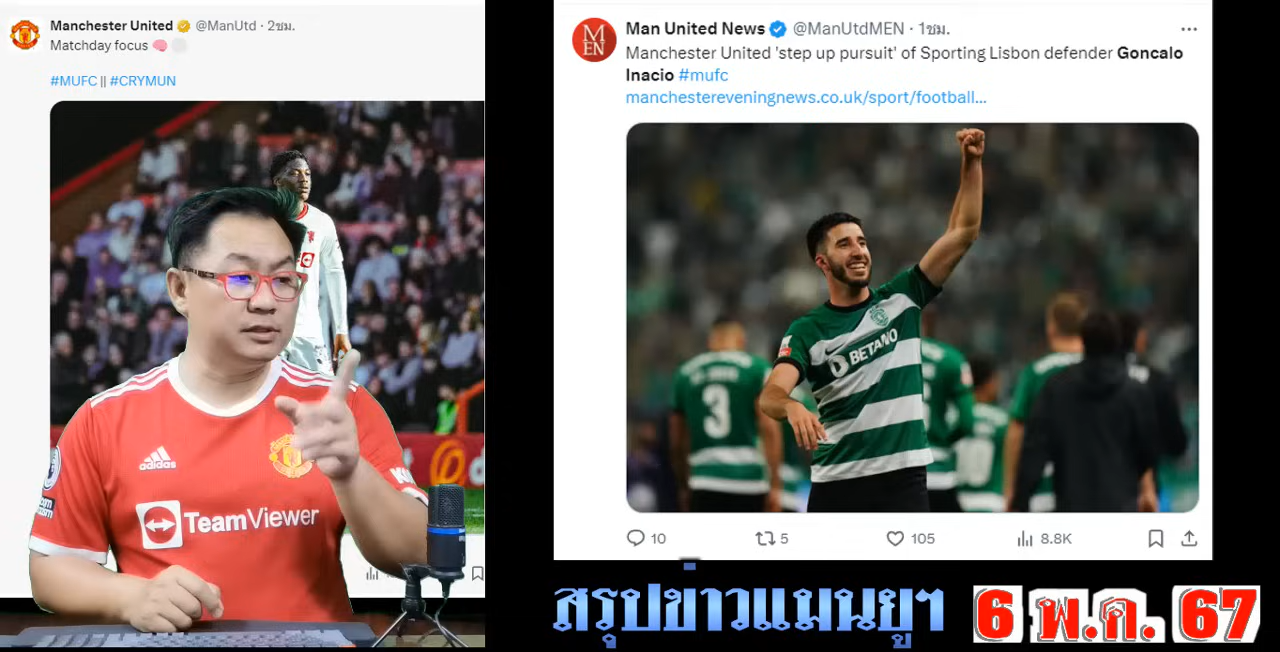 Manchester United @ManUtd · 2ชม.
Matchday focus
#MUFC || #CRYMUN
adidas
TeamViewer
Man United News @ManUtdMEN · 1ชม.
M
EN
Manchester United 'step up pursuit' of Sporting Lisbon defender Goncalo
Inacio #mufc
manchestereveningnews.co.uk/sport/football...
BETANO
3
10 5 105 8.8K
สรุปข่าวแมนยูฯ 6 พ.ค. 67